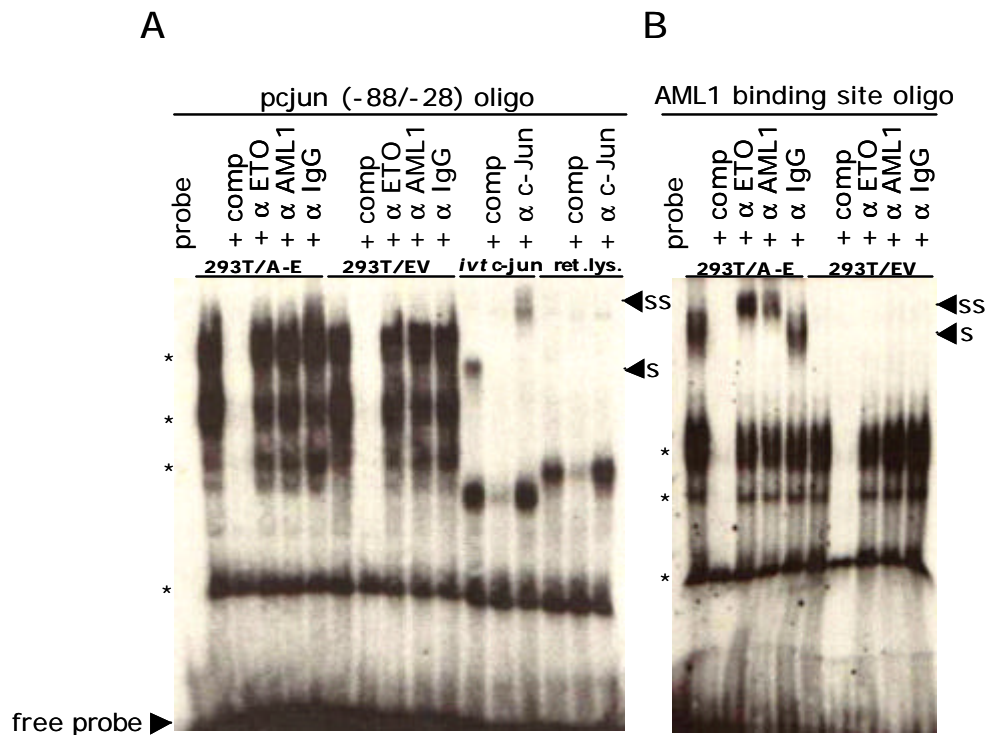 A
B
pcjun (-88/-28) oligo
AML1 binding site oligo
probe
+ comp
+ α ETO
+ α AML1
+ α IgG
+ comp
+ α ETO
+ α AML1
+ α IgG
+ comp
+ α c-Jun
+ comp
+ α c-Jun
probe
+ comp
+ α ETO
+ α AML1
+ α IgG
+ comp
+ α ETO
+ α AML1
+ α IgG
293T/A-E
293T/EV
ivt c-jun
ret.lys.
293T/A-E
293T/EV
ss
s
ss
s
*
*
*
*
*
*
*
free probe